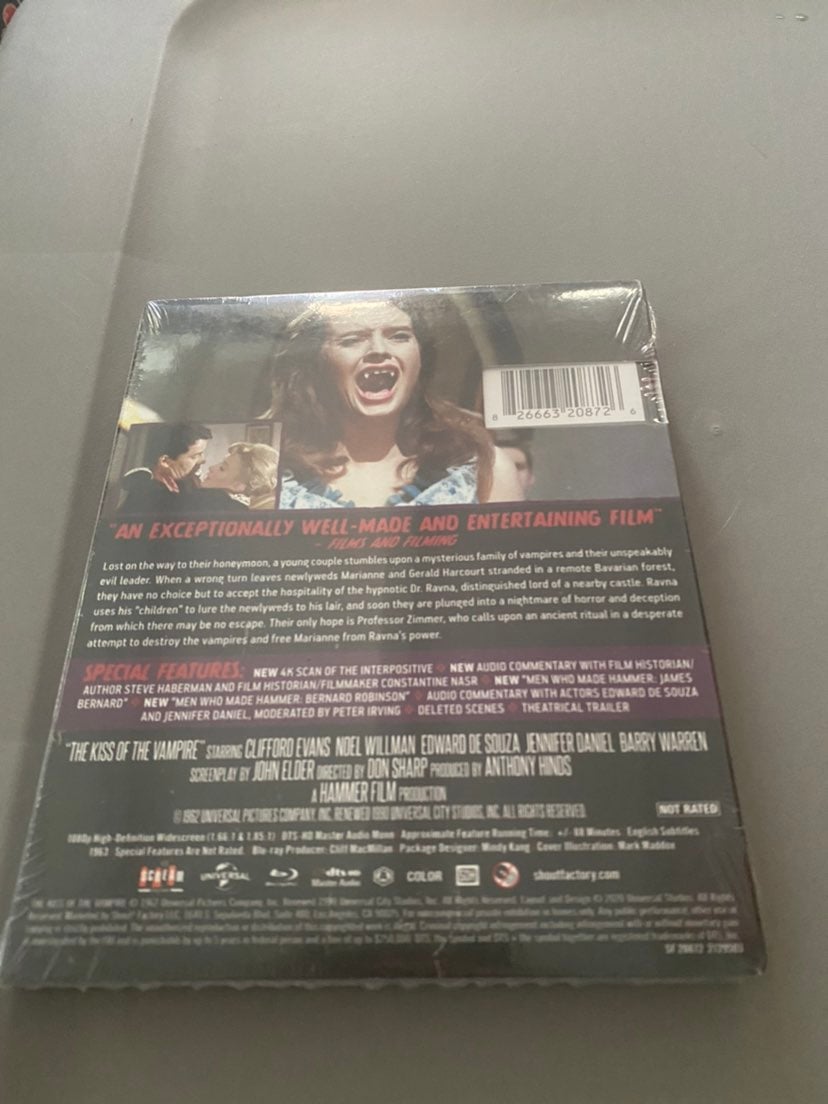 8 26663 20872 6
"AN EXCEPTIONALLY WELL-MADE AND ENTERTAINING FILM"
- FILMS AND FILMING
Lost on the way to their honeymoon, a young couple stumbles upon a mysterious family of vampires and their unspeakably
evil leader. When a wrong turn leaves newlyweds Marianne and Gerald Harcourt stranded in a remote Bavarian forest,
they have no choice but to accept the hospitality of the hypnotic Dr. Ravna, distinguished lord of a nearby castle. Ravna
uses his "children" to lure the newlyweds to his lair, and soon they are plunged into a nightmare of horror and deception
from which there may be no escape. Their only hope is Professor Zimmer, who calls upon an ancient ritual in a desperate
attempt to destroy the vampires and free Marianne from Ravna's power.
SPECIAL FEATURES: NEW 4K SCAN OF THE INTERPOSITIVE ❖ NEW AUDIO COMMENTARY WITH FILM HISTORIAN/
AUTHOR STEVE HABERMAN AND FILM HISTORIAN/FILMMAKER CONSTANTINE NASR ❖ NEW "MEN WHO MADE HAMMER: JAMES
BERNARD" ❖ NEW "MEN WHO MADE HAMMER: BERNARD ROBINSON" ❖ AUDIO COMMENTARY WITH ACTORS EDWARD DE SOUZA
AND JENNIFER DANIEL, MODERATED BY PETER IRVING ❖ DELETED SCENES ❖ THEATRICAL TRAILER
"THE KISS OF THE VAMPIRE" STARRING CLIFFORD EVANS NOEL WILLMAN EDWARD DE SOUZA JENNIFER DANIEL BARRY WARREN
SCREENPLAY BY JOHN ELDER DIRECTED BY DON SHARP PRODUCED BY ANTHONY HINDS
A HAMMER FILM PRODUCTION
© 1962 UNIVERSAL PICTURES COMPANY, INC. RENEWED 1990 UNIVERSAL CITY STUDIOS, INC. ALL RIGHTS RESERVED.
NOT RATED
1080p High-Definition Widescreen (1.66:1 & 1.85:1) DTS-HD Master Audio Mono Approximate Feature Running Time: +/- 88 Minutes English Subtitles
1963 Special Features Are Not Rated. Blu-ray Producer: Cliff MacMillan Package Designer: Mindy Kang Cover Illustration: Mark Maddox
SCREAM UNIVERSAL dts-HD Master Audio COLOR shoutfactory.com